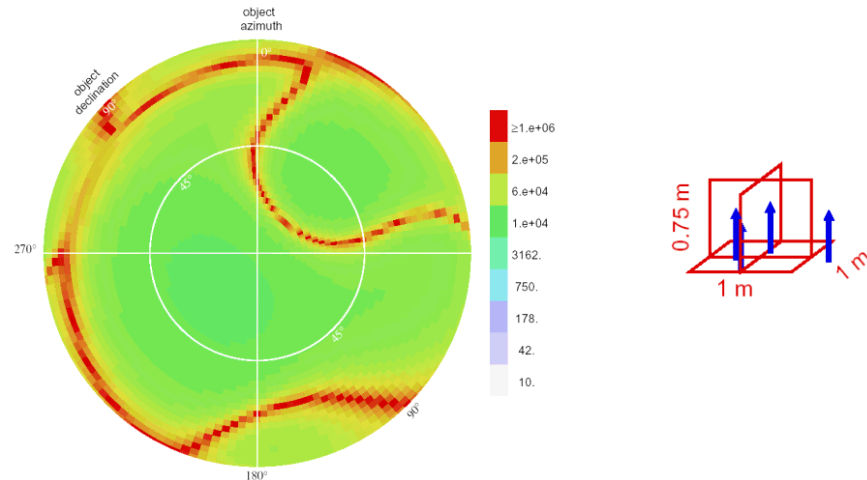 object
azimuth
0°
object
declination
90°
45°
270°
45°
90°
180°
≥1.e+06
2.e+05
6.e+04
1.e+04
3162.
750.
178.
42.
10.
0.75 m
1 m
1 m